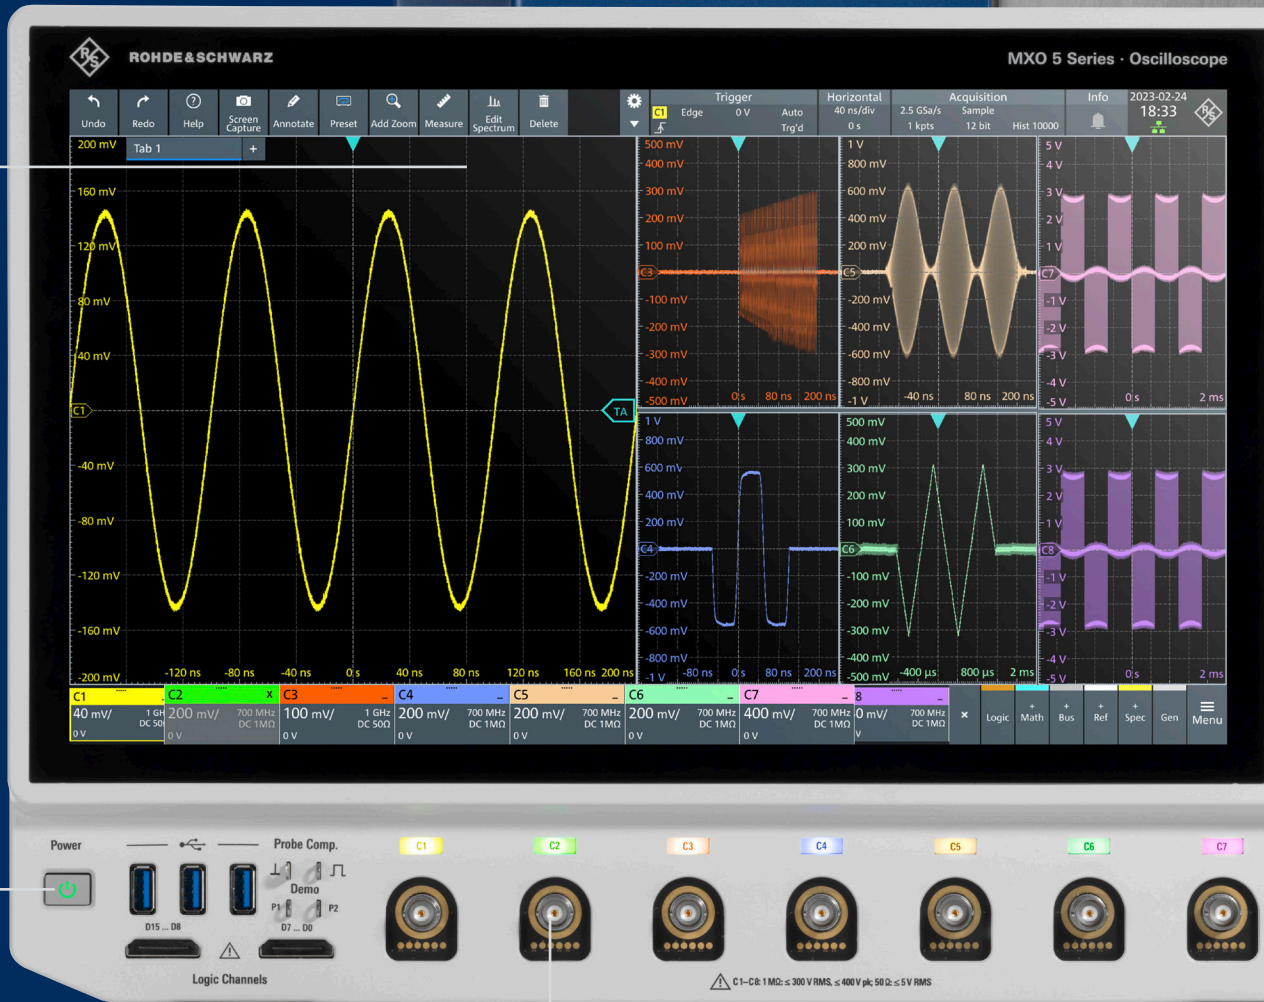 R&S
ROHDE&SCHWARZ
MXO 5 Series · Oscilloscope
Undo
Redo
Help
Screen
Capture
Annotate
Preset
Add Zoom
Measure
Edit
Spectrum
Delete
Trigger
C1 Edge 0 V Auto
Trig'd
Horizontal
40 ns/div
0 s
Acquisition
2.5 GSa/s Sample
1 kpts 12 bit Hist 10000
Info
2023-02-24
18:33
R&S
Tab 1 +
200 mV
160 mV
120 mV
80 mV
40 mV
C1
-40 mV
-80 mV
-120 mV
-160 mV
-200 mV
-120 ns -80 ns -40 ns 0 s 40 ns 80 ns 120 ns 160 ns 200 ns
TA
500 mV
400 mV
300 mV
200 mV
100 mV
C3
-100 mV
-200 mV
-300 mV
-400 mV
-500 mV
0 s 80 ns 200 ns
1 V
800 mV
600 mV
400 mV
200 mV
C5
-200 mV
-400 mV
-600 mV
-800 mV
-1 V
-40 ns 80 ns 200 ns
5 V
4 V
3 V
2 V
1 V
C7
-1 V
-2 V
-3 V
-4 V
-5 V
0 s 2 ms
1 V
800 mV
600 mV
400 mV
200 mV
C4
-200 mV
-400 mV
-600 mV
-800 mV
-1 V
-80 ns 0 s 80 ns 200 ns
500 mV
400 mV
300 mV
200 mV
100 mV
C6
-100 mV
-200 mV
-300 mV
-400 mV
-500 mV
-400 µs 800 µs 2 ms
5 V
4 V
3 V
2 V
1 V
C8
-1 V
-2 V
-3 V
-4 V
-5 V
0 s 2 ms
C1
40 mV/ 1 GH
DC 50
0 V
C2 x
200 mV/ 700 MHz
DC 1MΩ
0 V
C3
100 mV/ 1 GHz
DC 50Ω
0 V
C4
200 mV/ 700 MHz
DC 1MΩ
0 V
C5
200 mV/ 700 MHz
DC 1MΩ
0 V
C6
200 mV/ 700 MHz
DC 1MΩ
0 V
C7
400 mV/ 700 MHz
DC 1MΩ
0 V
8
0 mV/ 700 MHz
DC 1MΩ
V
×
Logic
+
Math
+
Bus
+
Ref
+
Spec
Gen
Menu
Power
Probe Comp.
Demo
P1 P2
D15 ... D8
D7 ... D0
Logic Channels
C1
C2
C3
C4
C5
C6
C7
C1–C8: 1 MΩ: ≤ 300 V RMS, ≤ 400 V pk; 50 Ω: ≤ 5 V RMS